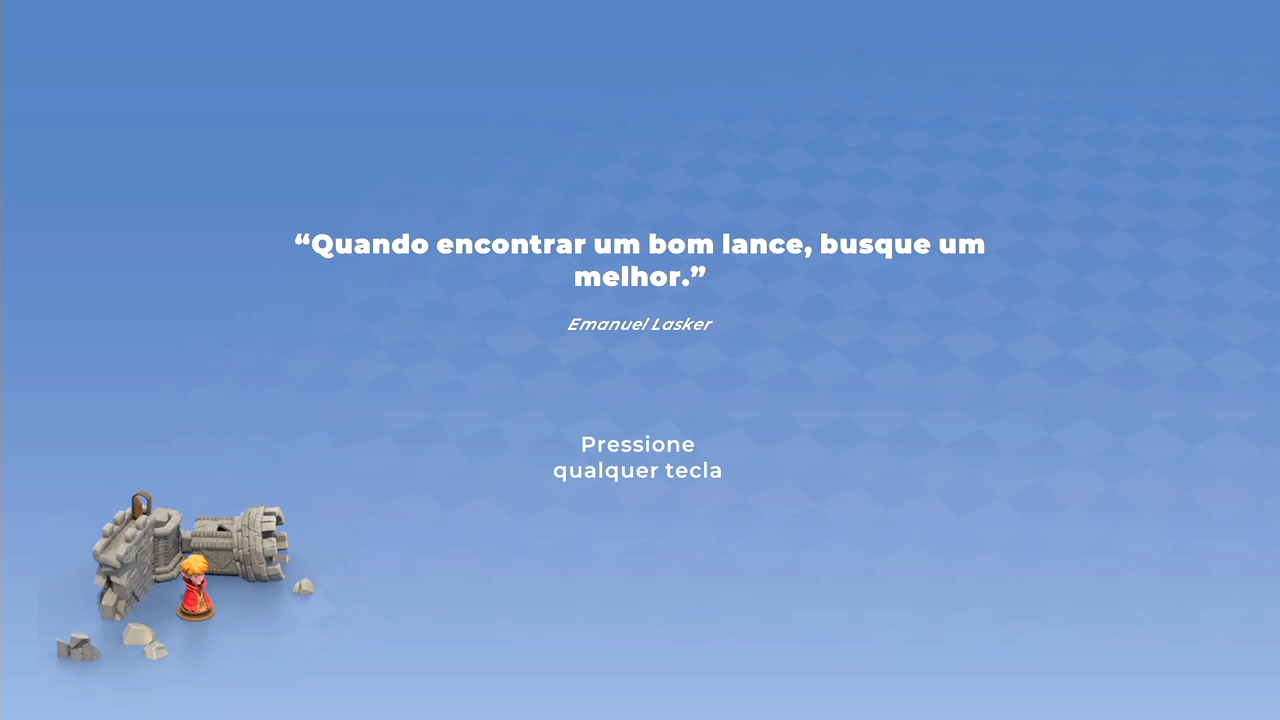 “Quando encontrar um bom lance, busque um
melhor.”
Emanuel Lasker
Pressione
qualquer tecla